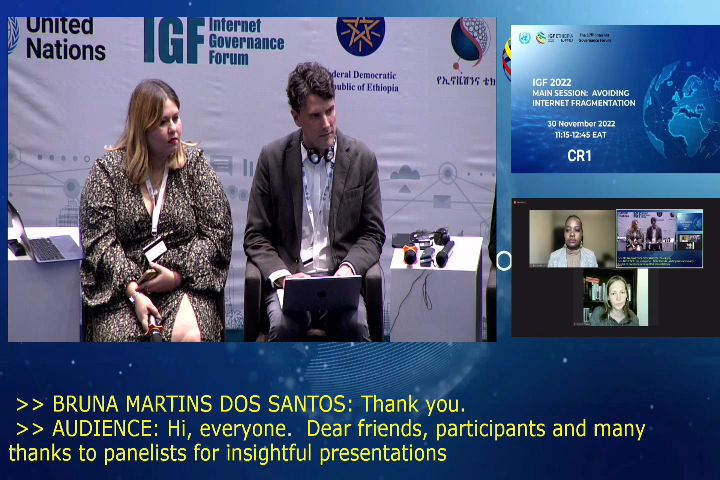 United
Nations
IGF
Internet
Governance
Forum
Federal Democratic
Republic of Ethiopia
IGF 2022
MAIN SESSION: AVOIDING
INTERNET FRAGMENTATION
30 November 2022
11:15-12:45 EAT
CR1
>> BRUNA MARTINS DOS SANTOS: Thank you.
>> AUDIENCE: Hi, everyone. Dear friends, participants and many
thanks to panelists for insightful presentations